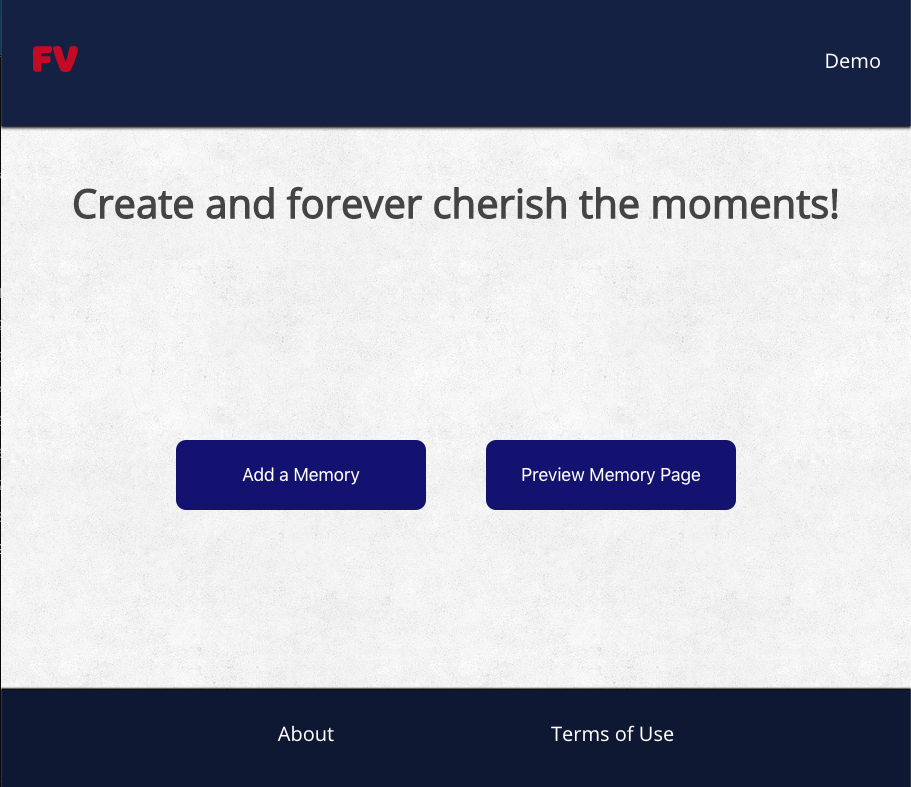 FV
Demo
Create and forever cherish the moments!
Add a Memory
Preview Memory Page
About
Terms of Use